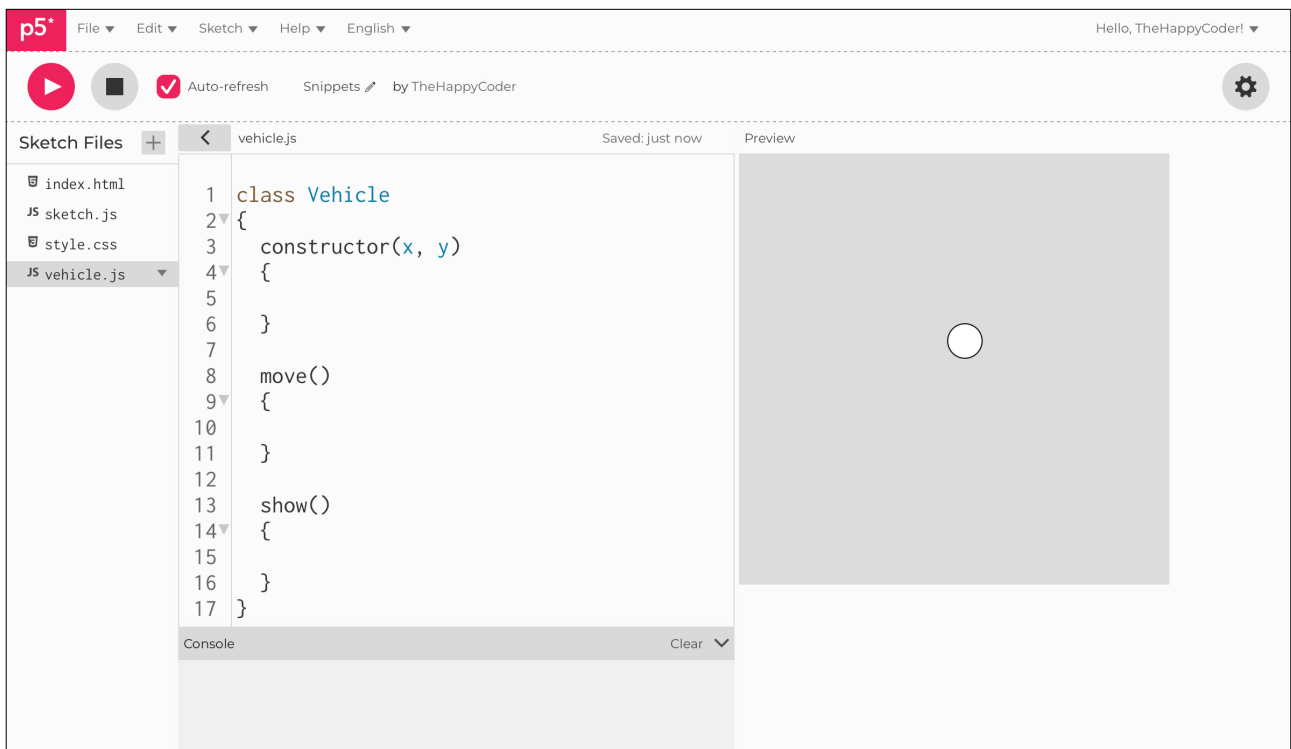 p5* File Edit Sketch Help English Hello, TheHappyCoder!
Auto-refresh Snippets by TheHappyCoder
Sketch Files + vehicle.js Saved: just now Preview
index.html
JS sketch.js
style.css
JS vehicle.js
1 class Vehicle
2 {
3 constructor(x, y)
4 {
5
6 }
7
8 move()
9 {
10
11 }
12
13 show()
14 {
15
16 }
17 }
Console Clear